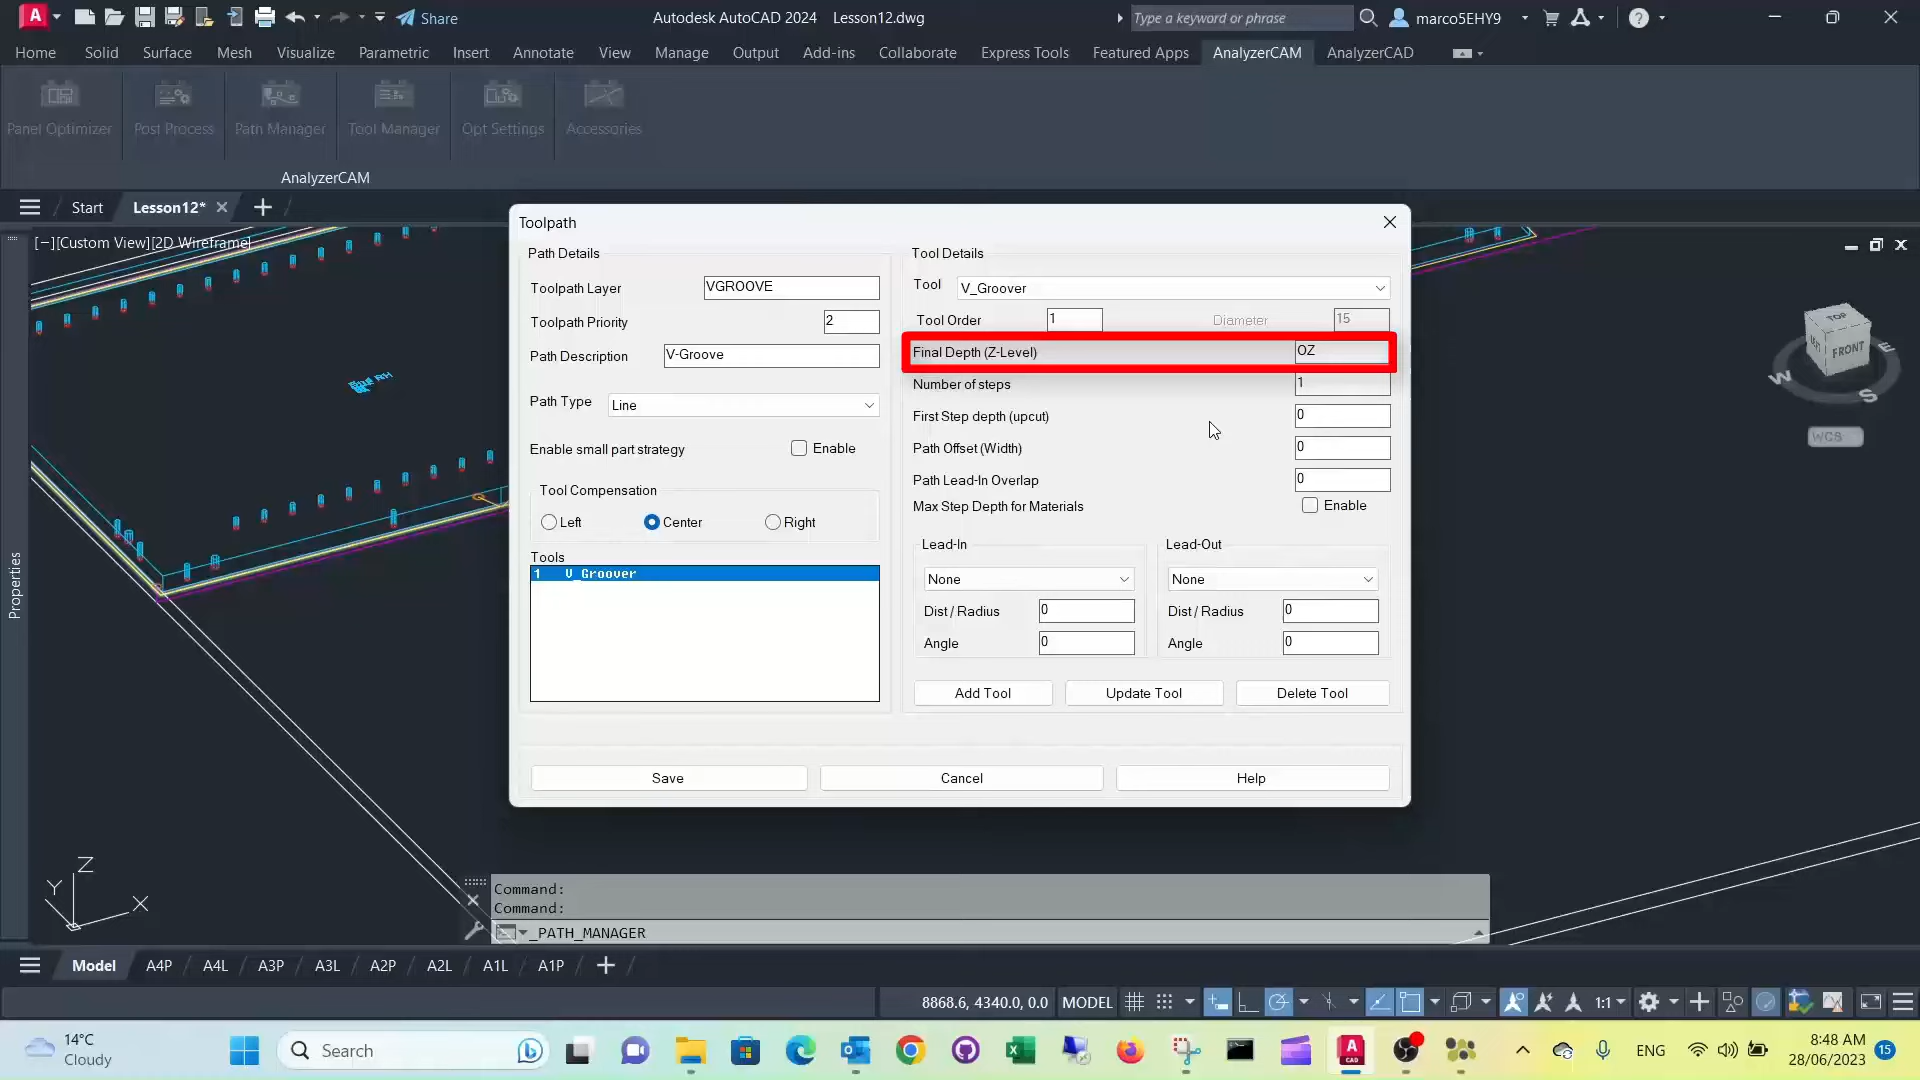 Share
Autodesk AutoCAD 2024 Lesson12.dwg
Type a keyword or phrase
marco5EHY9
Home Solid Surface Mesh Visualize Parametric Insert Annotate View Manage Output Add-ins Collaborate Express Tools Featured Apps AnalyzerCAM AnalyzerCAD
Panel Optimizer Post Process Path Manager Tool Manager Opt Settings Accessories
AnalyzerCAM
Start Lesson12*
[−][Custom View][2D Wireframe]
Toolpath
Path Details
Toolpath Layer VGROOVE
Toolpath Priority 2
Path Description V-Groove
Path Type Line
Enable small part strategy Enable
Tool Compensation
Left Center Right
Tools
1 V_Groover
Tool Details
Tool V_Groover
Tool Order 1 Diameter 15
Final Depth (Z-Level) OZ
Number of steps 1
First Step depth (upcut) 0
Path Offset (Width) 0
Path Lead-In Overlap 0
Max Step Depth for Materials Enable
Lead-In
None
Dist / Radius 0
Angle 0
Lead-Out
None
Dist / Radius 0
Angle 0
Add Tool Update Tool Delete Tool
Save Cancel Help
TOP
LEFT
FRONT
E
W
S
WCS
Properties
Z
Y
X
Command:
Command:
_PATH_MANAGER
Model A4P A4L A3P A3L A2P A2L A1L A1P
8868.6, 4340.0, 0.0 MODEL 1:1
14°C
Cloudy
Search
ENG
8:48 AM
28/06/2023
15